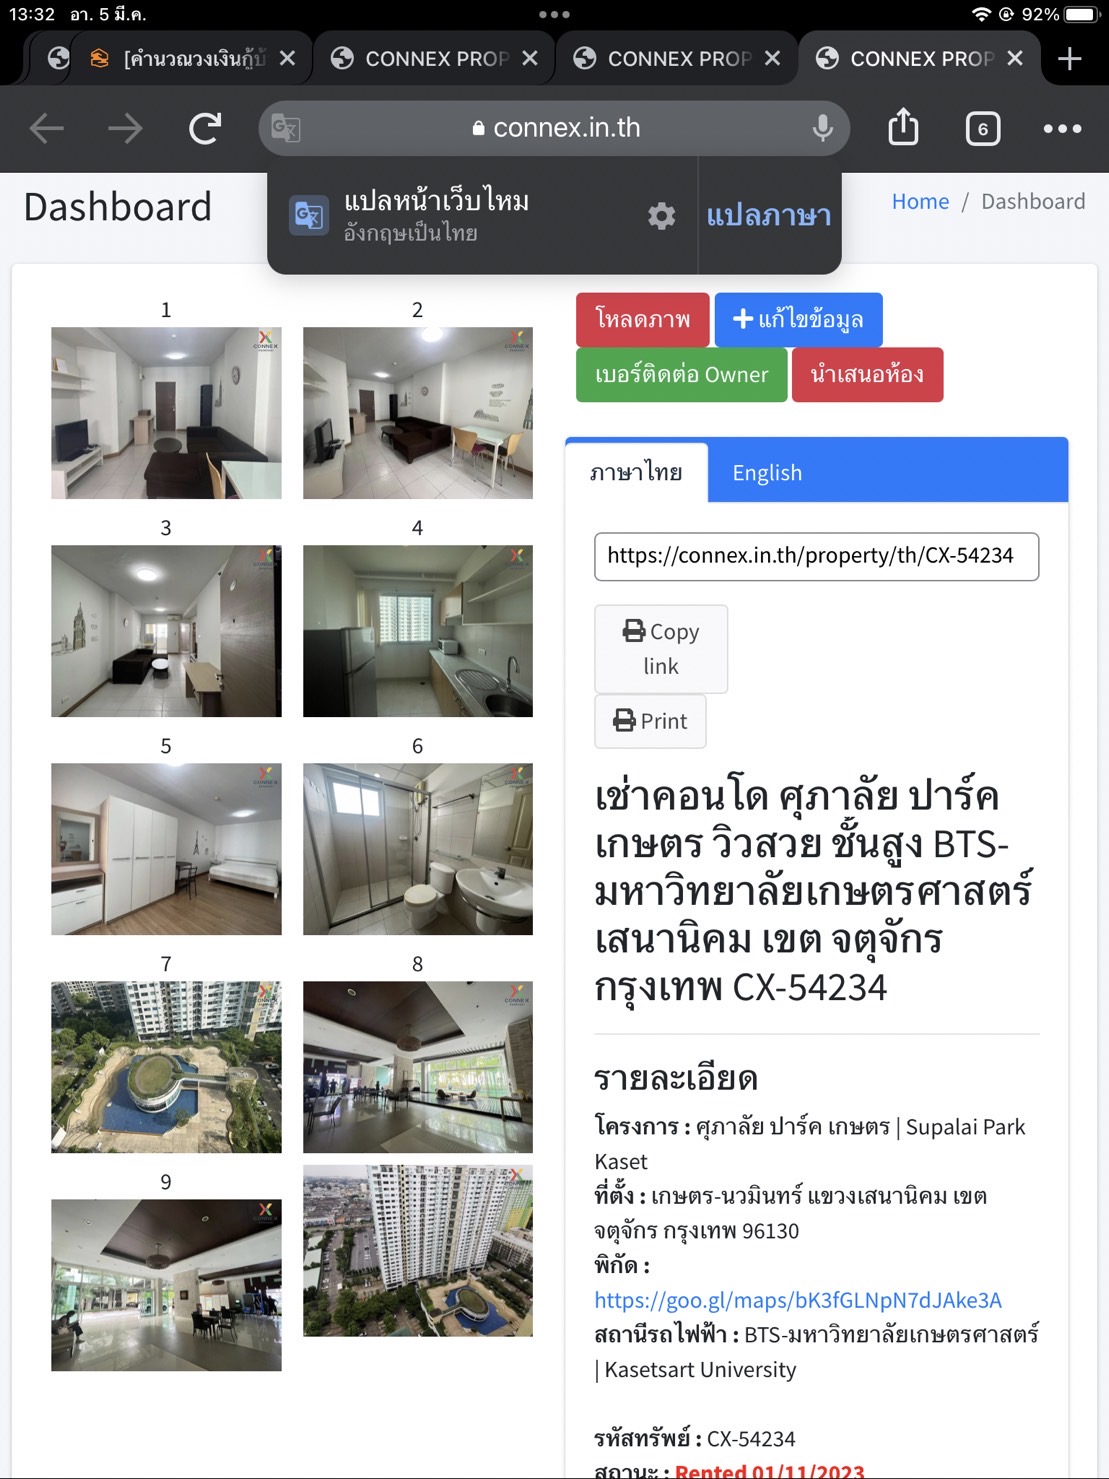 13:32 อา. 5 มี.ค.
92%
[คำนวณวงเงินกู้บ้
CONNEX PROP
CONNEX PROP
CONNEX PROP
connex.in.th
6
Dashboard
แปลหน้าเว็บไหม
อังกฤษเป็นไทย
แปลภาษา
Home / Dashboard
1
2
3
4
5
6
7
8
9
โหลดภาพ
แก้ไขข้อมูล
เบอร์ติดต่อ Owner
นำเสนอห้อง
ภาษาไทย
English
https://connex.in.th/property/th/CX-54234
Copy
link
Print
เช่าคอนโด ศุภาลัย ปาร์ค
เกษตร วิวสวย ชั้นสูง BTS-
มหาวิทยาลัยเกษตรศาสตร์
เสนานิคม เขต จตุจักร
กรุงเทพ CX-54234
รายละเอียด
โครงการ : ศุภาลัย ปาร์ค เกษตร | Supalai Park
Kaset
ที่ตั้ง : เกษตร-นวมินทร์ แขวงเสนานิคม เขต
จตุจักร กรุงเทพ 96130
พิกัด :
https://goo.gl/maps/bK3fGLNpN7dJAke3A
สถานีรถไฟฟ้า : BTS-มหาวิทยาลัยเกษตรศาสตร์
| Kasetsart University
รหัสทรัพย์ : CX-54234
สถานะ : Rented 01/11/2023